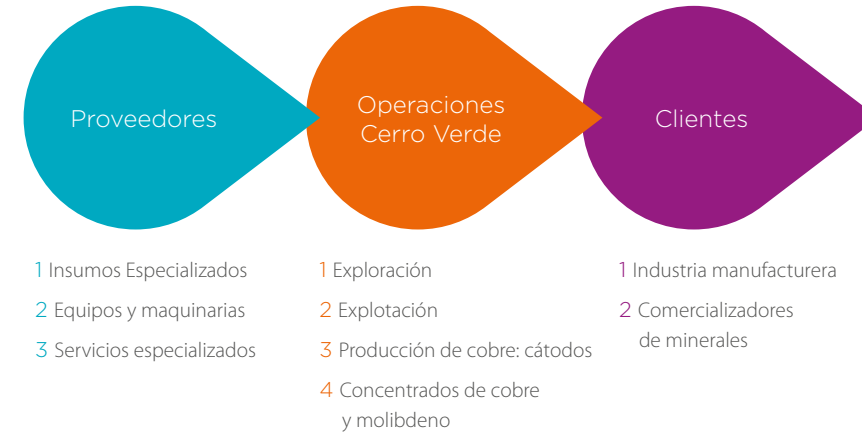 Proveedores
Operaciones
Cerro Verde
Clientes
1 Insumos Especializados
2 Equipos y maquinarias
3 Servicios especializados
1 Exploración
2 Explotación
3 Producción de cobre: cátodos
4 Concentrados de cobre
y molibdeno
1 Industria manufacturera
2 Comercializadores
de minerales